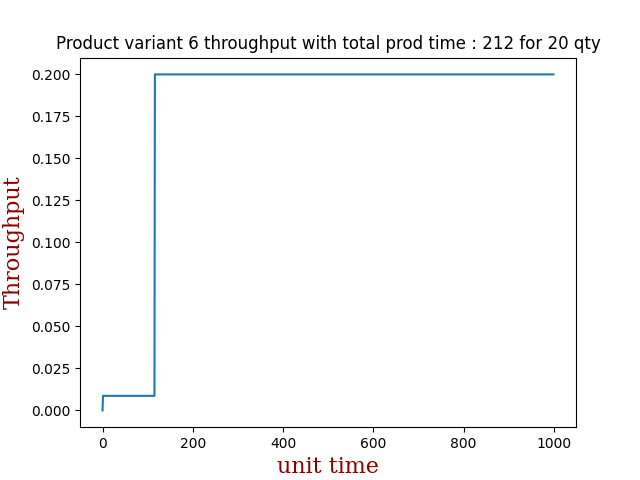 Product variant 6 throughput with total prod time : 212 for 20 qty
0.200
0.175
0.150
0.125
0.100
0.075
0.050
0.025
0.000
Throughput
0 200 400 600 800 1000
unit time